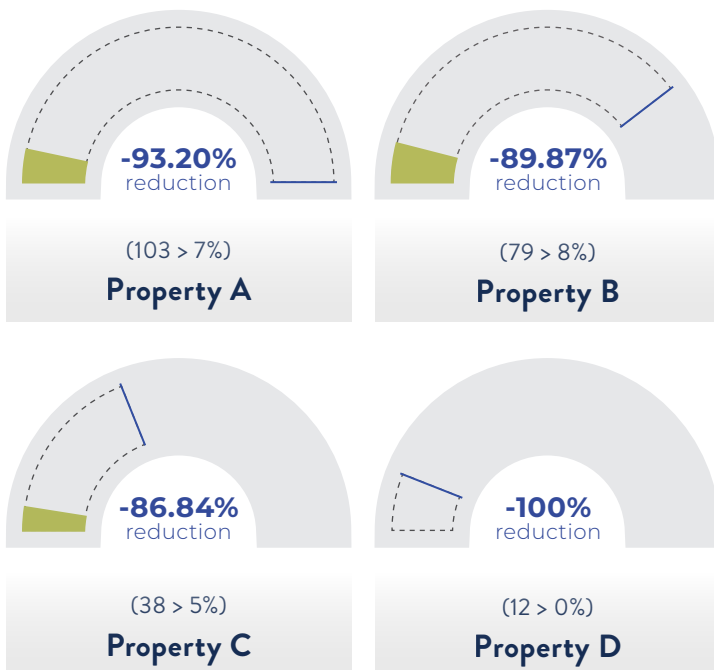 -93.20%
reduction
(103 > 7%)
Property A
-89.87%
reduction
(79 > 8%)
Property B
-86.84%
reduction
(38 > 5%)
Property C
-100%
reduction
(12 > 0%)
Property D